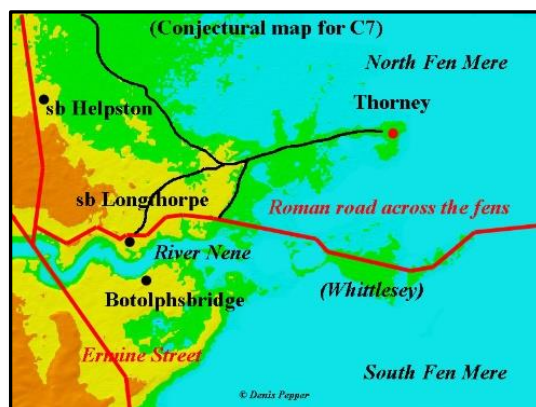 (Conjectural map for C7)
North Fen Mere
Thorney
sb Helpston
sb Longthorpe
Roman road across the fens
River Nene
(Whittlesey)
Botolphsbridge
Ermine Street
South Fen Mere
© Denis Pepper